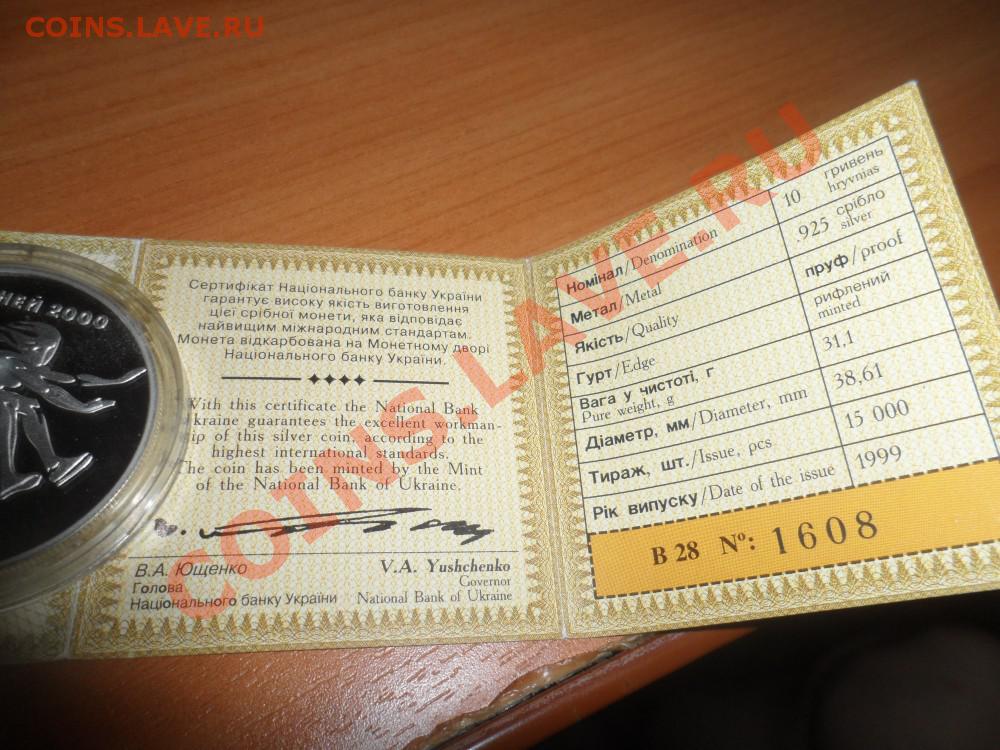 COINS.LAVE.RU
НЕЙ 2000
Сертифікат Національного банку України
гарантує високу якість виготовлення
цієї срібної монети, яка відповідає
найвищим міжнародним стандартам.
Монета відкарбована на Монетному дворі
Національного банку України.
With this certificate the National Bank
Ukraine guarantees the excellent workman-
ip of this silver coin, according to the
highest international standards.
The coin has been minted by the Mint
of the National Bank of Ukraine.
В.А. Ющенко
Голова
Національного банку України
V.A. Yushchenko
Governor
National Bank of Ukraine
Номінал/Denomination 10 гривень
hryvnias
Метал/Metal .925 срібло
silver
Якість/Quality пруф/proof
Гурт/Edge рифлений
minted
Вага у чистоті, г
Pure weight, g 31,1
Діаметр, мм/Diameter, mm 38,61
Тираж, шт./Issue, pcs 15 000
Рік випуску/Date of the issue 1999
B 28 Nº: 1608
COINS.LAVE.RU